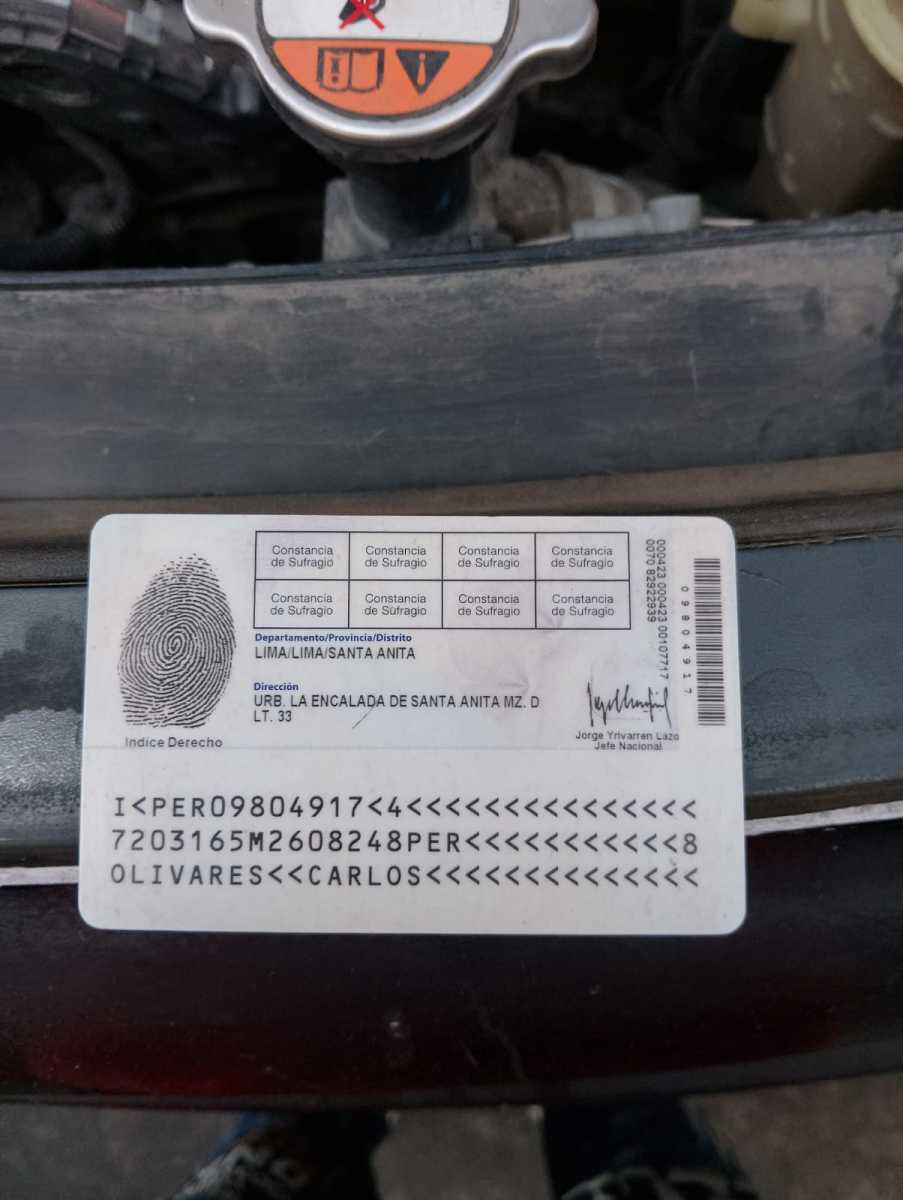 Constancia de Sufragio Constancia de Sufragio Constancia de Sufragio Constancia de Sufragio
Constancia de Sufragio Constancia de Sufragio Constancia de Sufragio Constancia de Sufragio
Departamento/Provincia/Distrito
LIMA/LIMA/SANTA ANITA
Dirección
URB. LA ENCALADA DE SANTA ANITA MZ. D
LT. 33
000423 000423 00107717
0070 82922939
09804917
Indice Derecho
Jorge Yrivarren Lazo
Jefe Nacional
I<PER09804917<4<<<<<<<<<<<<<<<
7203165M2608248PER<<<<<<<<<<<8
OLIVARES<<CARLOS<<<<<<<<<<<<<<